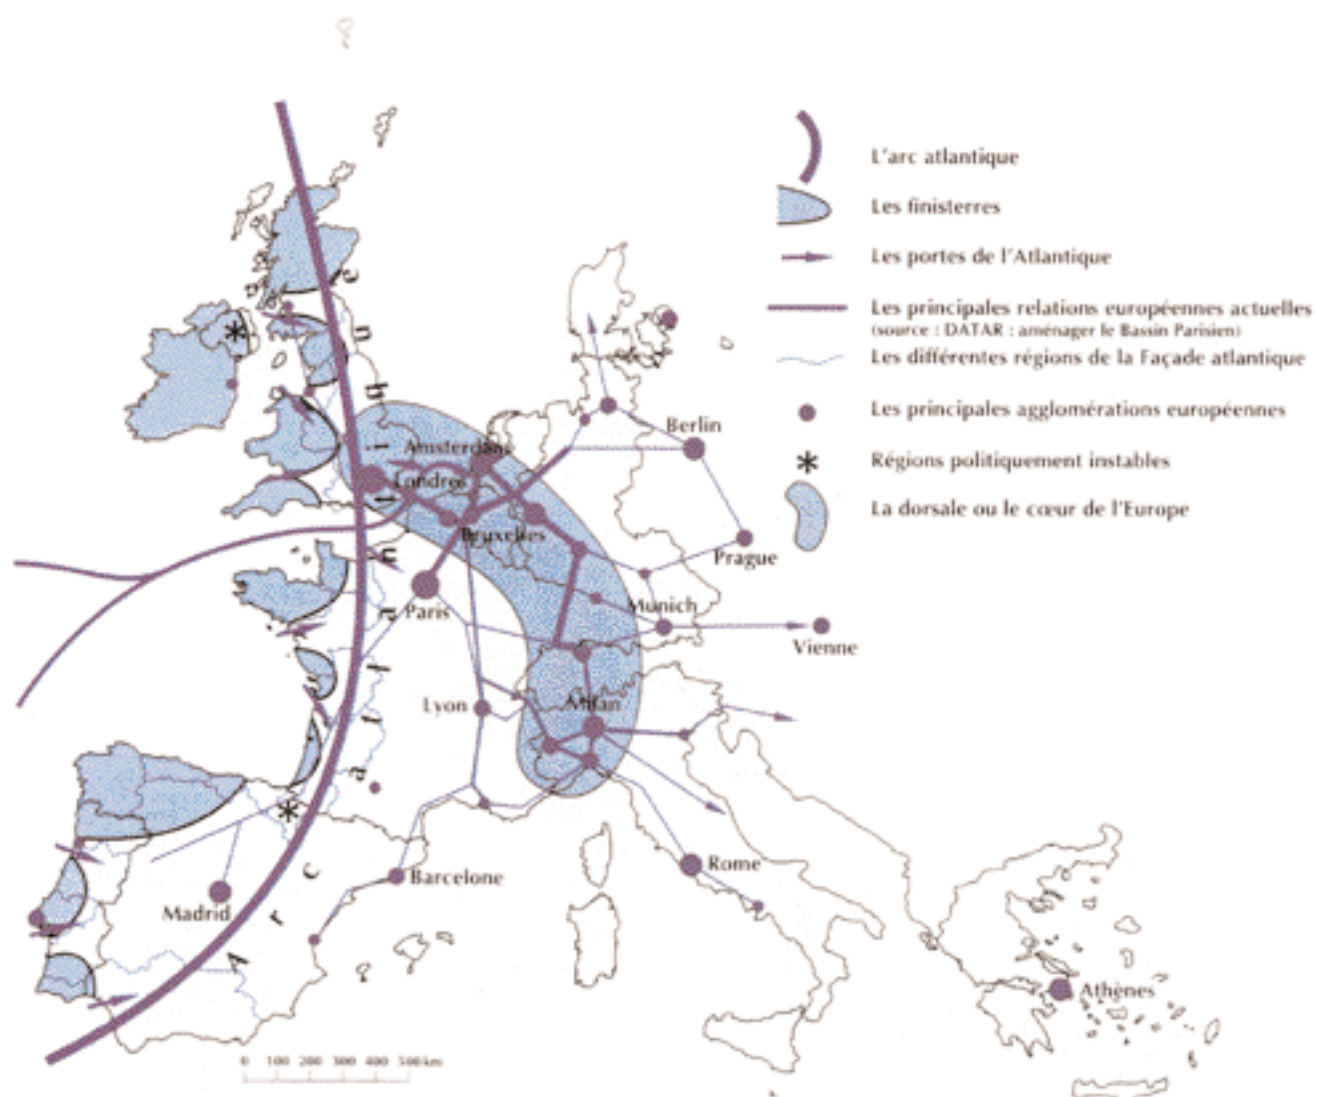 L'arc atlantique
Les finisterres
Les portes de l'Atlantique
Les principales relations européennes actuelles
(source : DATAR : aménager le Bassin Parisien)
Les différentes régions de la Façade atlantique
Les principales agglomérations européennes
Régions politiquement instables
La dorsale ou le cœur de l'Europe
Berlin
Amsterdam
Londres
Bruxelles
Prague
Paris
Munich
Vienne
Lyon
Milan
Rome
Barcelone
Madrid
Athènes
Arc atlantique
0 100 200 300 400 500km